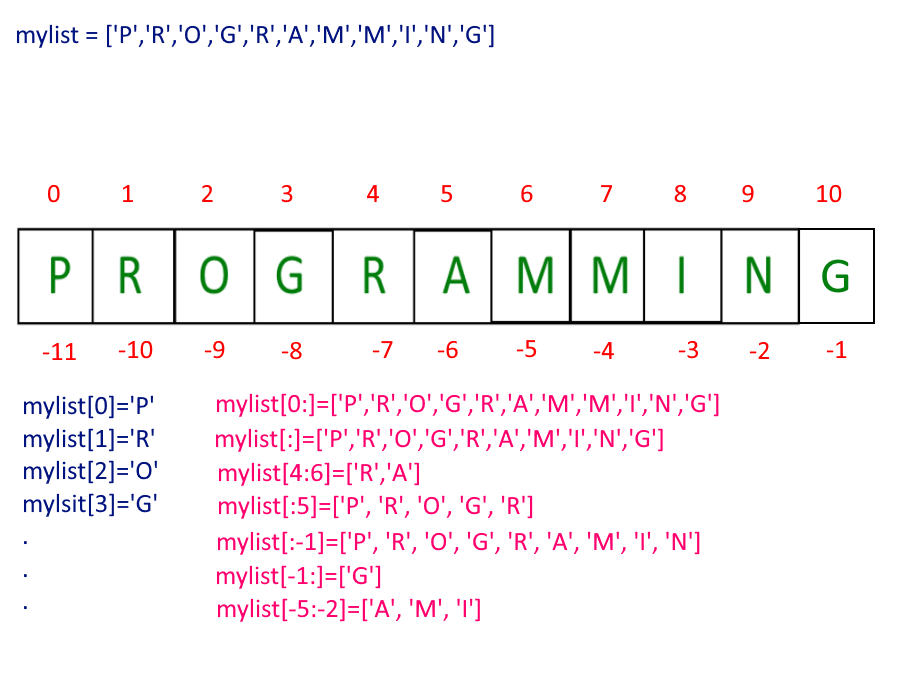 mylist = ['P','R','O','G','R','A','M','M','I','N','G']
0 1 2 3 4 5 6 7 8 9 10
P R O G R A M M I N G
-11 -10 -9 -8 -7 -6 -5 -4 -3 -2 -1
mylist[0]='P'
mylist[1]='R'
mylist[2]='O'
mylsit[3]='G'
.
.
.
mylist[0:]=['P','R','O','G','R','A','M','M','I','N','G']
mylist[:]=['P','R','O','G','R','A','M','I','N','G']
mylist[4:6]=['R','A']
mylist[:5]=['P', 'R', 'O', 'G', 'R']
mylist[:-1]=['P', 'R', 'O', 'G', 'R', 'A', 'M', 'I', 'N']
mylist[-1:]=['G']
mylist[-5:-2]=['A', 'M', 'I']